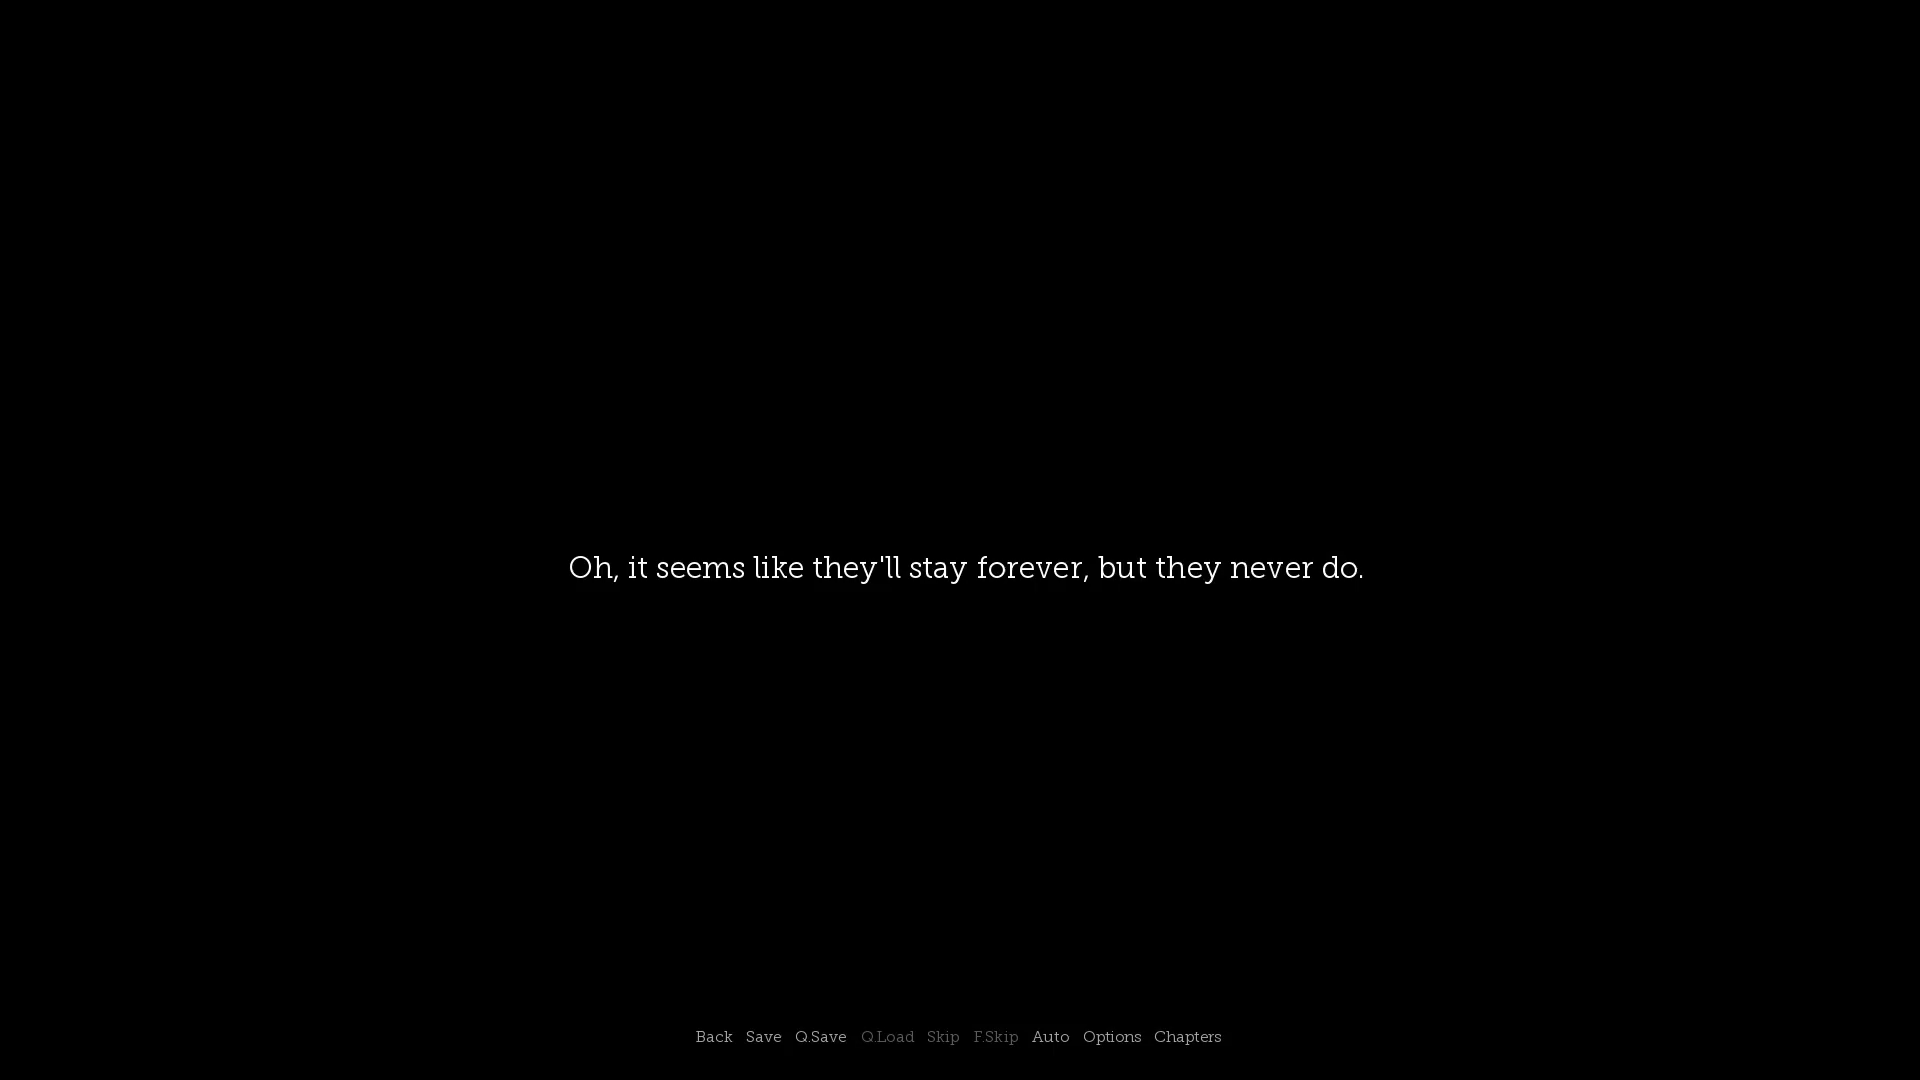 Oh, it seems like they'll stay forever, but they never do.
Back Save Q.Save Q.Load Skip F.Skip Auto Options Chapters